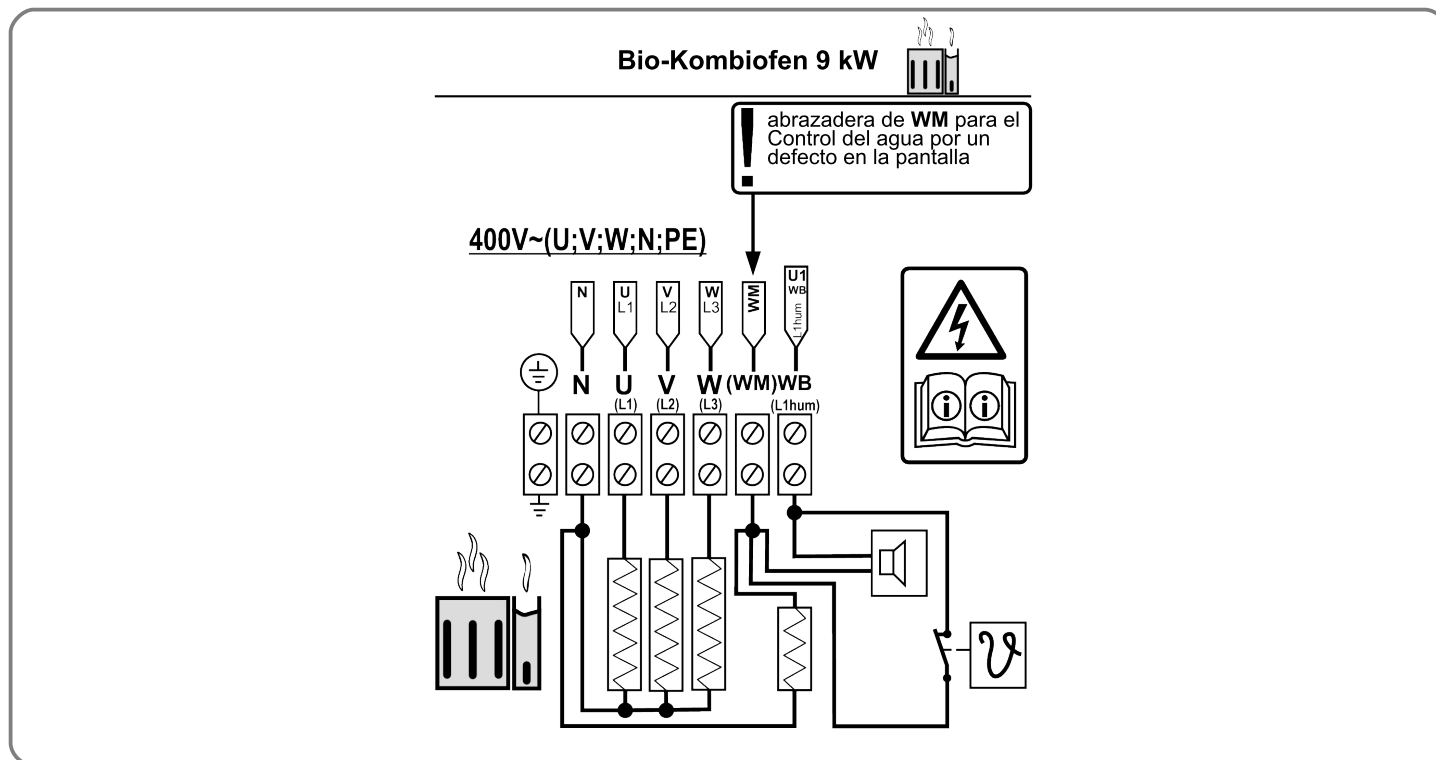 Bio-Kombiofen 9 kW
! abrazadera de WM para el
Control del agua por un
defecto en la pantalla
400V~(U;V;W;N;PE)
N
U
L1
V
L2
W
L3
WM
U1
WB
L1hum
N U V W (WM) WB
(L1) (L2) (L3) (L1hum)
i i
ϑ